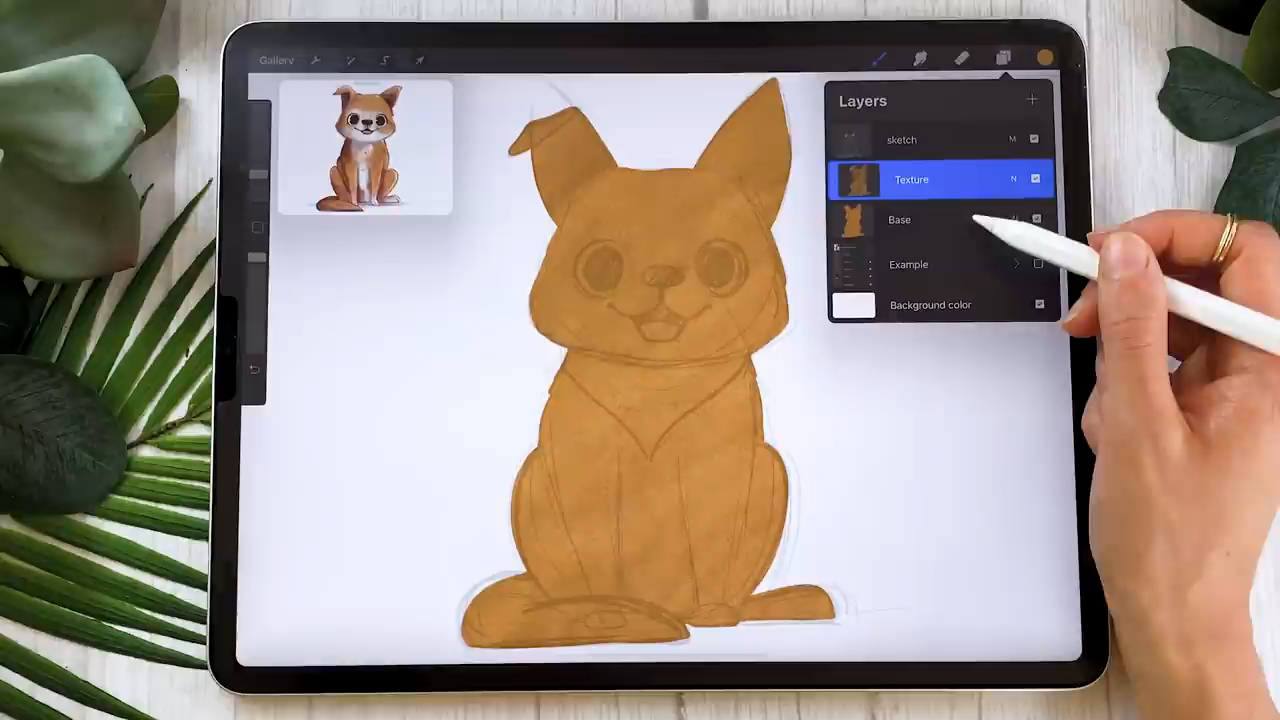 Gallery
Layers
sketch M
Texture N
Base
Example
Background color